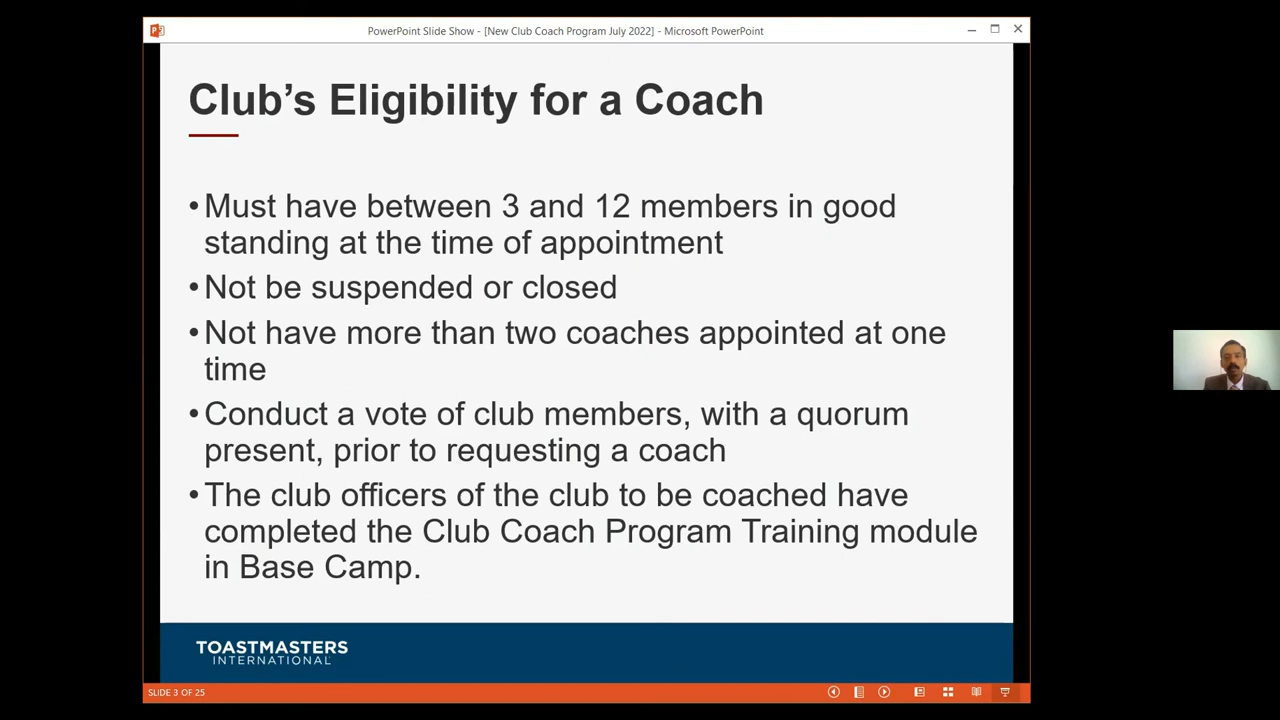 PowerPoint Slide Show - [New Club Coach Program July 2022] - Microsoft PowerPoint
Club’s Eligibility for a Coach
•Must have between 3 and 12 members in good
standing at the time of appointment
•Not be suspended or closed
•Not have more than two coaches appointed at one
time
•Conduct a vote of club members, with a quorum
present, prior to requesting a coach
•The club officers of the club to be coached have
completed the Club Coach Program Training module
in Base Camp.
TOASTMASTERS
INTERNATIONAL
SLIDE 3 OF 25